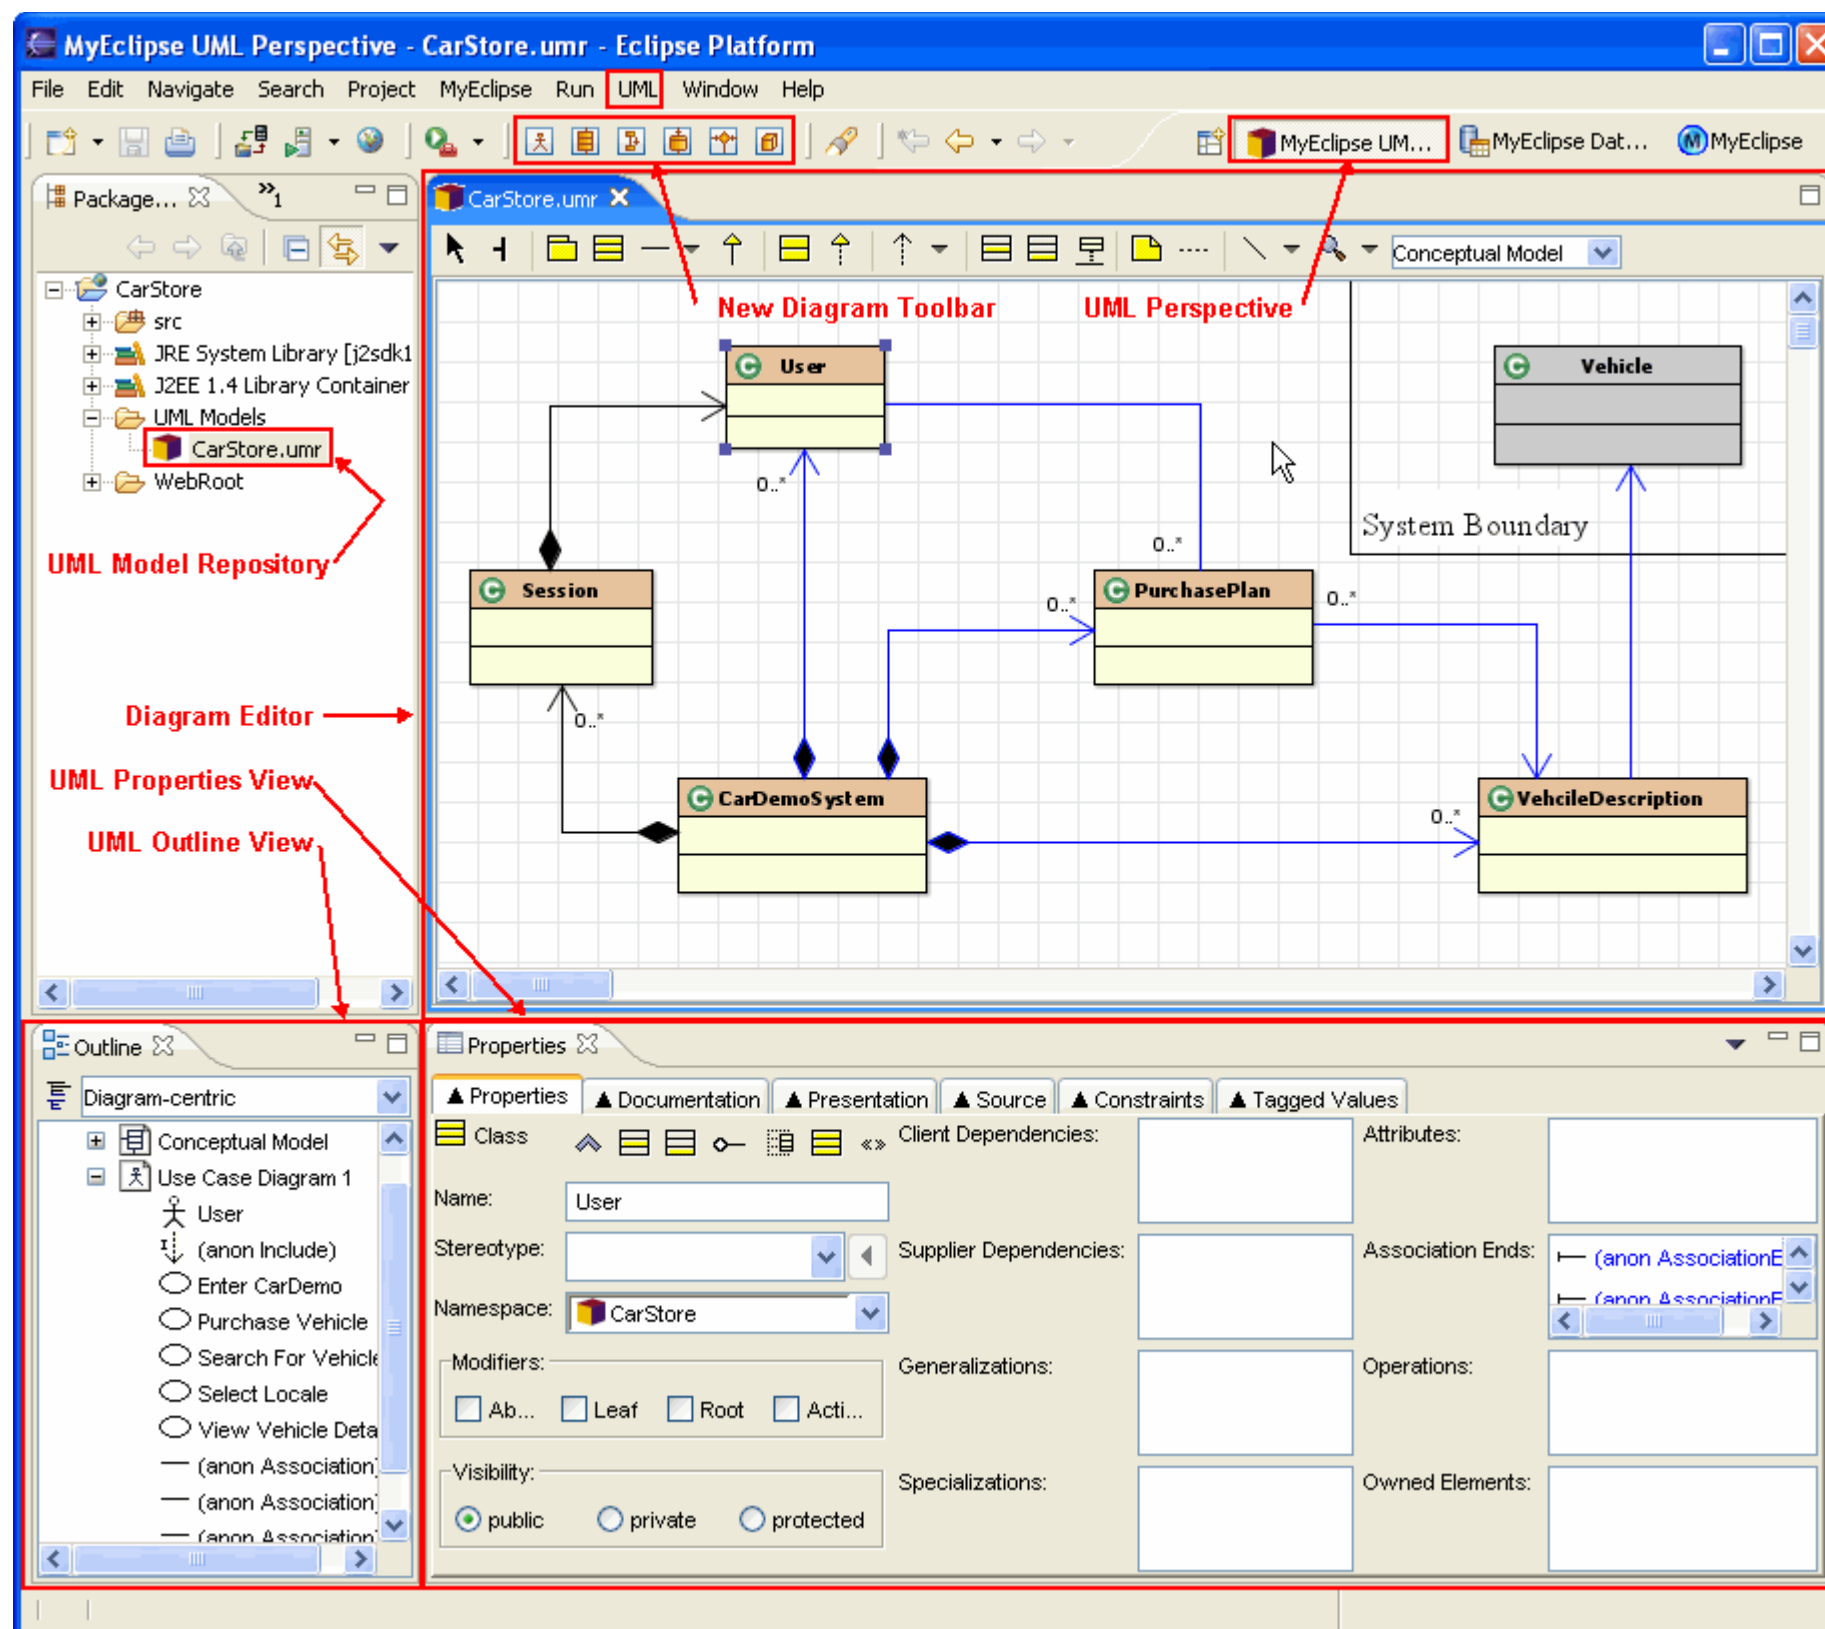 MyEclipse UML Perspective - CarStore.umr - Eclipse Platform
File Edit Navigate Search Project MyEclipse Run UML Window Help
MyEclipse UM... MyEclipse Dat... MyEclipse
Package... 1
CarStore.umr
Conceptual Model
CarStore
src
JRE System Library [j2sdk1
J2EE 1.4 Library Container
UML Models
CarStore.umr
WebRoot
UML Model Repository
Diagram Editor
UML Properties View
UML Outline View
New Diagram Toolbar
UML Perspective
User
Vehicle
0..*
System Boundary
0..*
Session
0..*
PurchasePlan
0..*
0..*
CarDemoSystem
0..*
VehcileDescription
Outline
Diagram-centric
Conceptual Model
Use Case Diagram 1
User
(anon Include)
Enter CarDemo
Purchase Vehicle
Search For Vehicle
Select Locale
View Vehicle Deta
(anon Association)
(anon Association)
(anon Association)
Properties
Properties Documentation Presentation Source Constraints Tagged Values
Class
Name: User
Stereotype:
Namespace: CarStore
Modifiers:
Ab... Leaf Root Acti...
Visibility:
public private protected
Client Dependencies:
Supplier Dependencies:
Generalizations:
Specializations:
Attributes:
Association Ends: (anon AssociationE
(anon AssociationE
Operations:
Owned Elements: